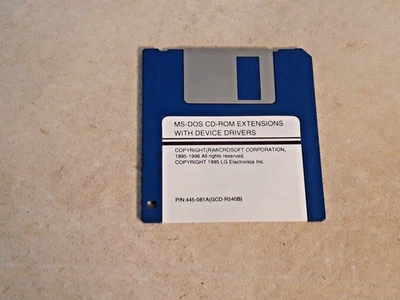 MS-DOS CD-ROM EXTENSIONS
WITH DEVICE DRIVERS
COPYRIGHT(R)MICROSOFT CORPORATION,
1995-1996 All rights reserved.
COPYRIGHT 1995 LG Electronics Inc.
P/N:445-081A(GCD-R540B)